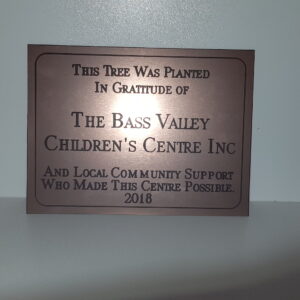 This Tree Was Planted
In Gratitude of
The Bass Valley
Children's Centre Inc
And Local Community Support
Who Made This Centre Possible.
2018